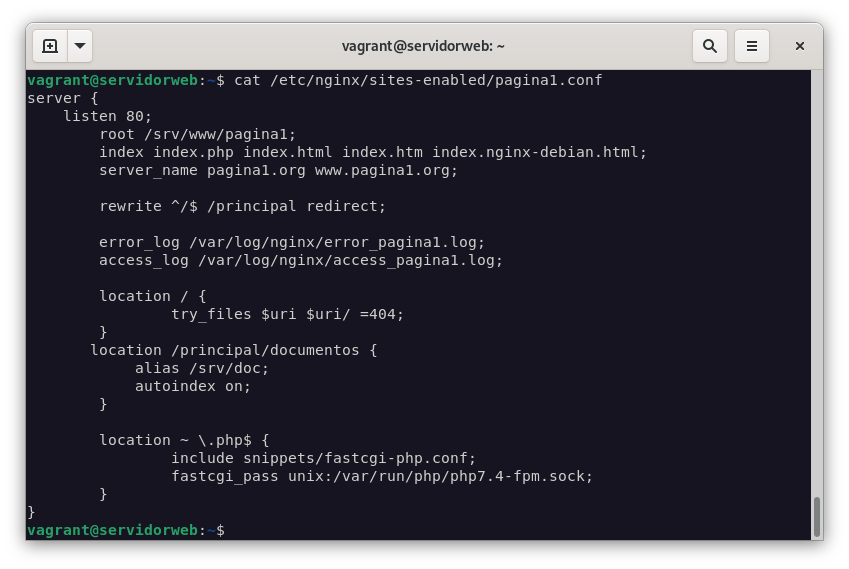 vagrant@servidorweb: ~
vagrant@servidorweb:~$ cat /etc/nginx/sites-enabled/pagina1.conf
server {
    listen 80;
        root /srv/www/pagina1;
        index index.php index.html index.htm index.nginx-debian.html;
        server_name pagina1.org www.pagina1.org;

        rewrite ^/$ /principal redirect;

        error_log /var/log/nginx/error_pagina1.log;
        access_log /var/log/nginx/access_pagina1.log;

        location / {
                try_files $uri $uri/ =404;
        }
       location /principal/documentos {
            alias /srv/doc;
            autoindex on;
        }

        location ~ \.php$ {
                include snippets/fastcgi-php.conf;
                fastcgi_pass unix:/var/run/php/php7.4-fpm.sock;
        }
}
vagrant@servidorweb:~$